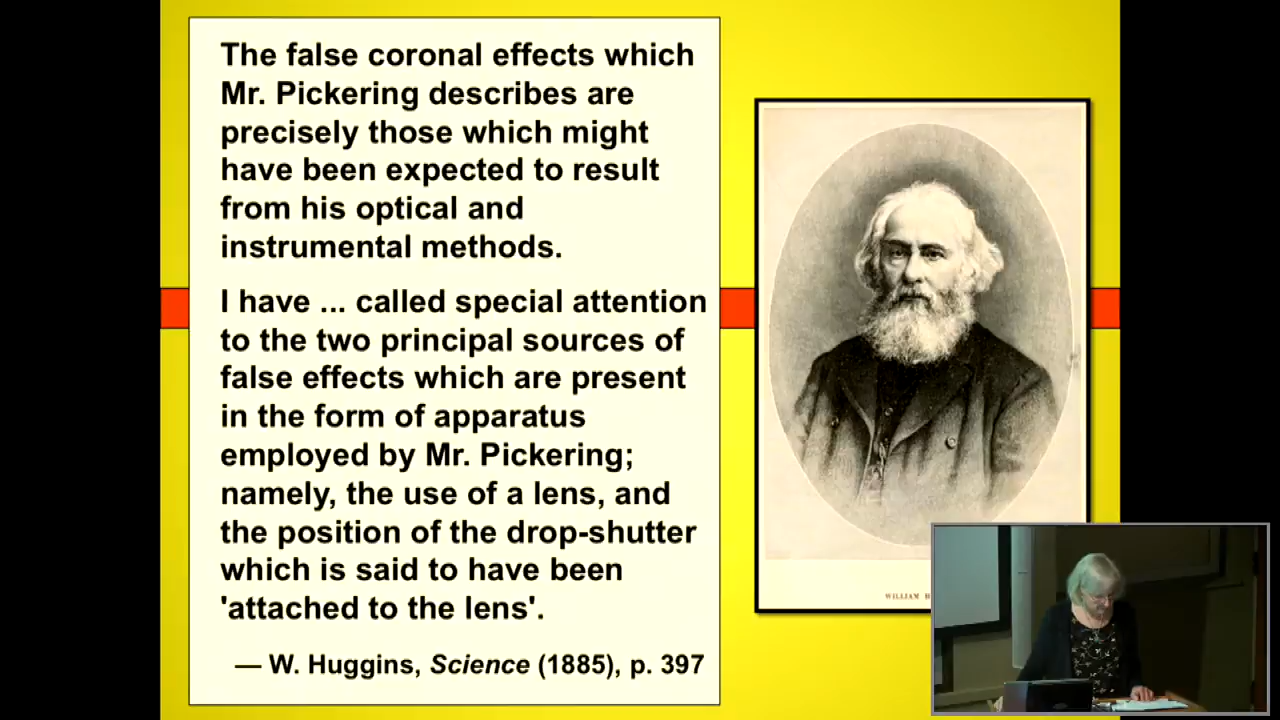 The false coronal effects which
Mr. Pickering describes are
precisely those which might
have been expected to result
from his optical and
instrumental methods.
I have ... called special attention
to the two principal sources of
false effects which are present
in the form of apparatus
employed by Mr. Pickering;
namely, the use of a lens, and
the position of the drop-shutter
which is said to have been
'attached to the lens'.
— W. Huggins, Science (1885), p. 397
WILLIAM